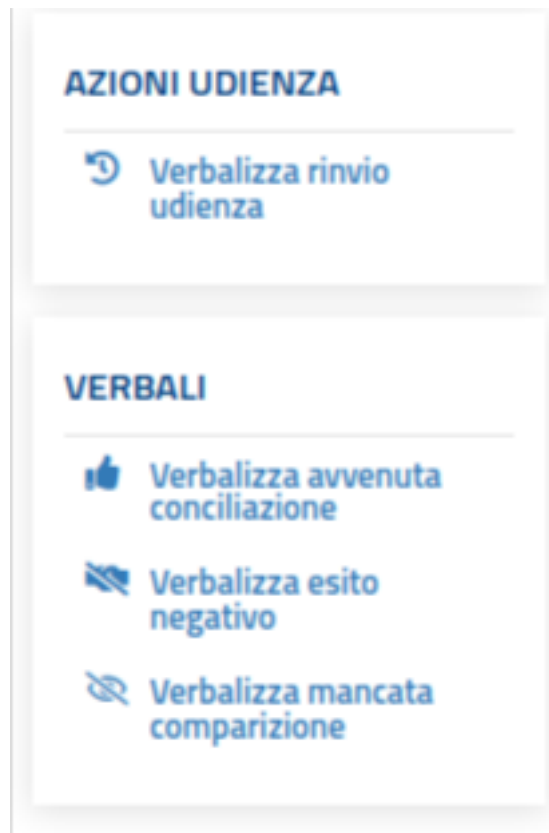 AZIONI UDIENZA
Verbalizza rinvio
udienza
VERBALI
Verbalizza avvenuta
conciliazione
Verbalizza esito
negativo
Verbalizza mancata
comparizione